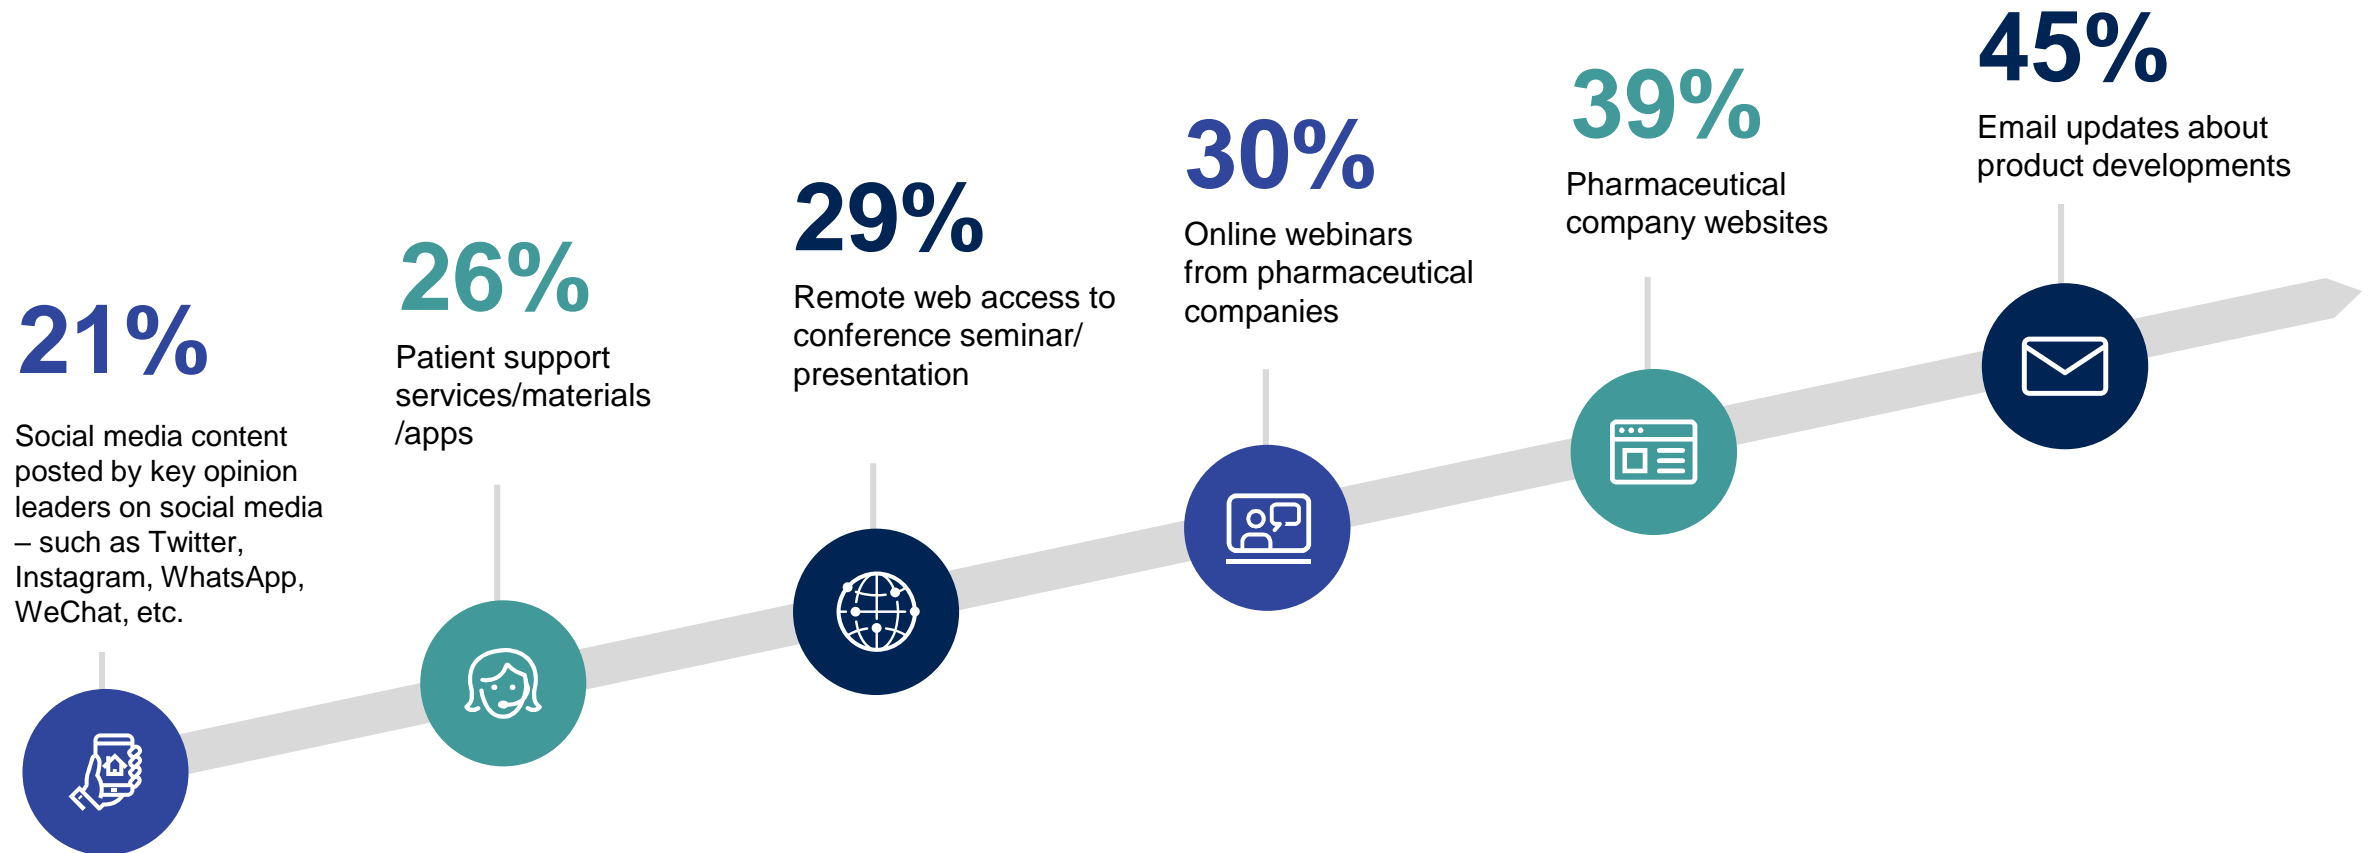 21%
Social media content
posted by key opinion
leaders on social media
– such as Twitter,
Instagram, WhatsApp,
WeChat, etc.
26%
Patient support
services/materials
/apps
29%
Remote web access to
conference seminar/
presentation
30%
Online webinars
from pharmaceutical
companies
39%
Pharmaceutical
company websites
45%
Email updates about
product developments